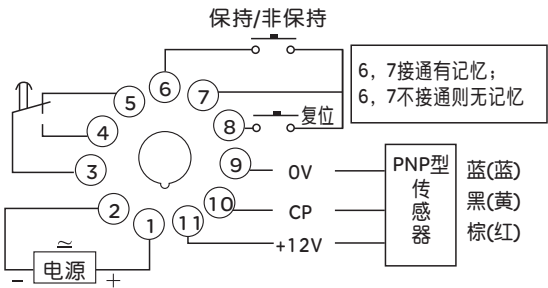 保持/非保持
6，7接通有记忆；
6，7不接通则无记忆
6
7
5
8
复位
4
3
9
0V
PNP型
传
感
器
蓝(蓝)
黑(黄)
棕(红)
10
CP
2
1
11
+12V
≃
电源
－
+